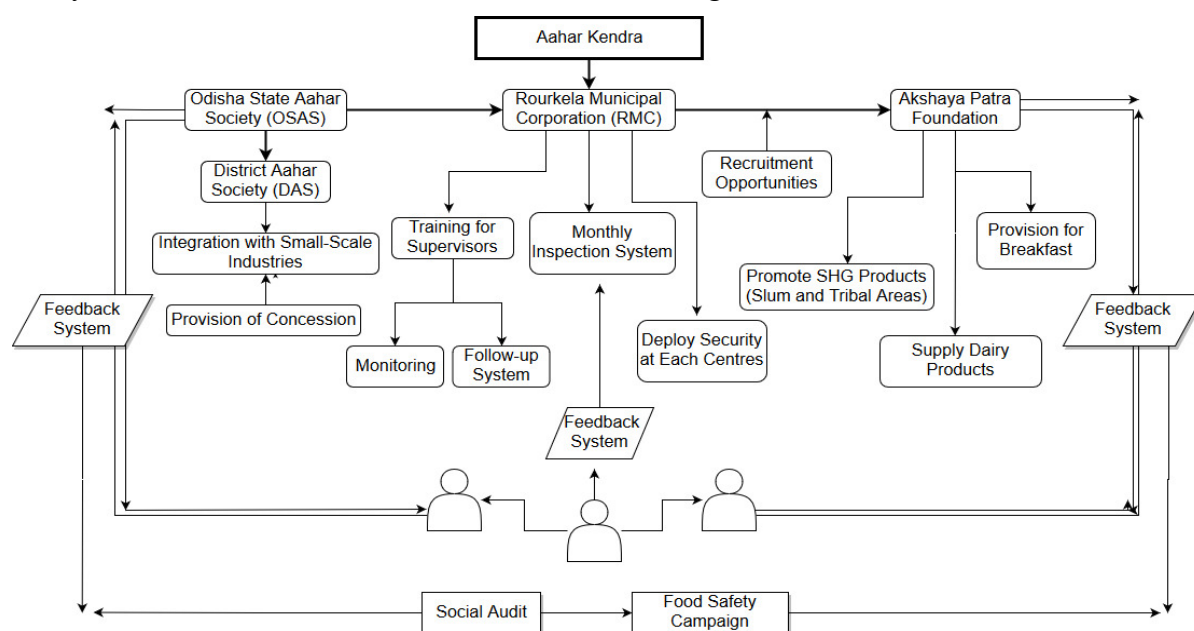 Aahar Kendra
Odisha State Aahar
Society (OSAS)
Rourkela Municipal
Corporation (RMC)
Akshaya Patra
Foundation
District Aahar
Society (DAS)
Recruitment
Opportunities
Training for
Supervisors
Monthly
Inspection System
Provision for
Breakfast
Integration with Small-Scale
Industries
Promote SHG Products
(Slum and Tribal Areas)
Feedback
System
Provision of Concession
Feedback
System
Monitoring
Follow-up
System
Deploy Security
at Each Centres
Supply Dairy
Products
Feedback
System
Social Audit
Food Safety
Campaign